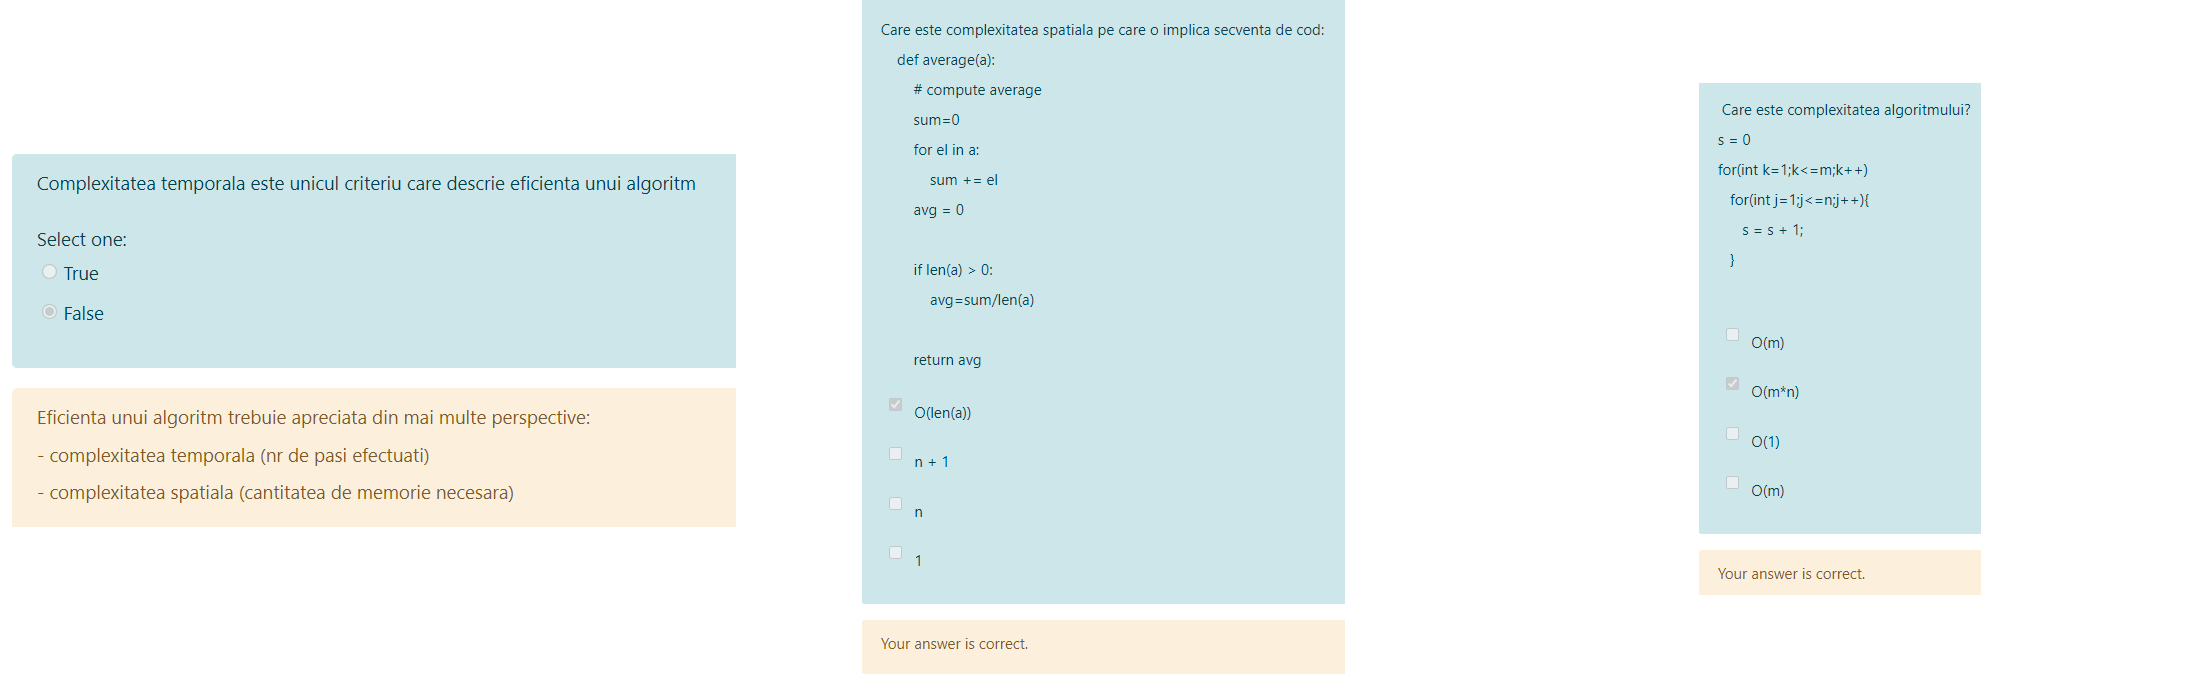 Complexitatea temporala este unicul criteriu care descrie eficienta unui algoritm
Select one:
True
False
Eficienta unui algoritm trebuie apreciata din mai multe perspective:
- complexitatea temporala (nr de pasi efectuati)
- complexitatea spatiala (cantitatea de memorie necesara)
Care este complexitatea spatiala pe care o implica secventa de cod:
def average(a):
# compute average
sum=0
for el in a:
sum += el
avg = 0
if len(a) > 0:
avg=sum/len(a)
return avg
O(len(a))
n + 1
n
1
Your answer is correct.
Care este complexitatea algoritmului?
s = 0
for(int k=1;k<=m;k++)
for(int j=1;j<=n;j++){
s = s + 1;
}
O(m)
O(m*n)
O(1)
O(m)
Your answer is correct.